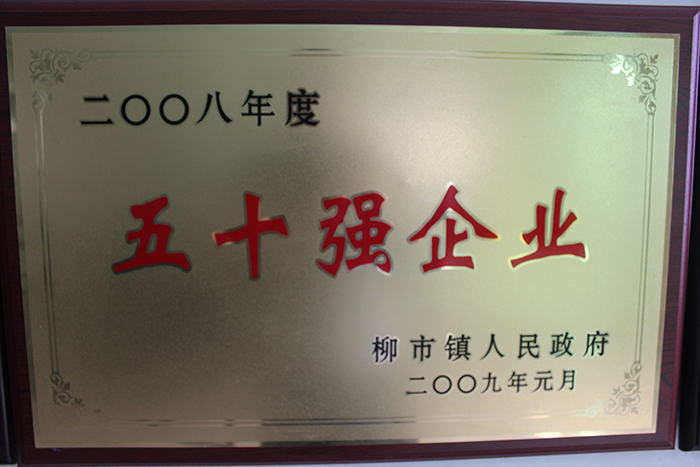 二〇〇八年度
五十强企业
柳市镇人民政府
二〇〇九年元月